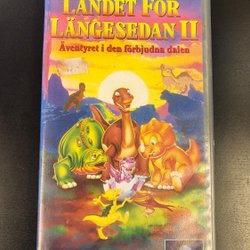 LANDET FÖR
LÄNGESEDAN II
Äventyret i den förbjudna dalen